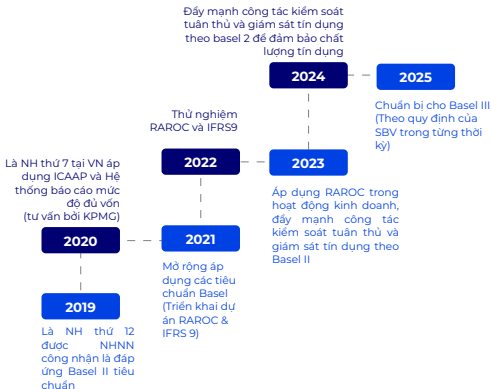 Đẩy mạnh công tác kiểm soát
tuân thủ và giám sát tín dụng
theo basel 2 để đảm bảo chất
lượng tín dụng
2024
2025
Chuẩn bị cho Basel III
(Theo quy định của
SBV trong từng thời
kỳ)
Thử nghiệm
RAROC và IFRS9
2022
2023
Áp dụng RAROC trong
hoạt động kinh doanh,
đẩy mạnh công tác
kiểm soát tuân thủ và
giám sát tín dụng theo
Basel II
Là NH thứ 7 tại VN áp
dụng ICAAP và Hệ
thống báo cáo mức
độ đủ vốn
(tư vấn bởi KPMG)
2020
2021
Mở rộng áp
dụng các tiêu
chuẩn Basel
(Triển khai dự
án RAROC &
IFRS 9)
2019
Là NH thứ 12
được NHNN
công nhận là đáp
ứng Basel II tiêu
chuẩn